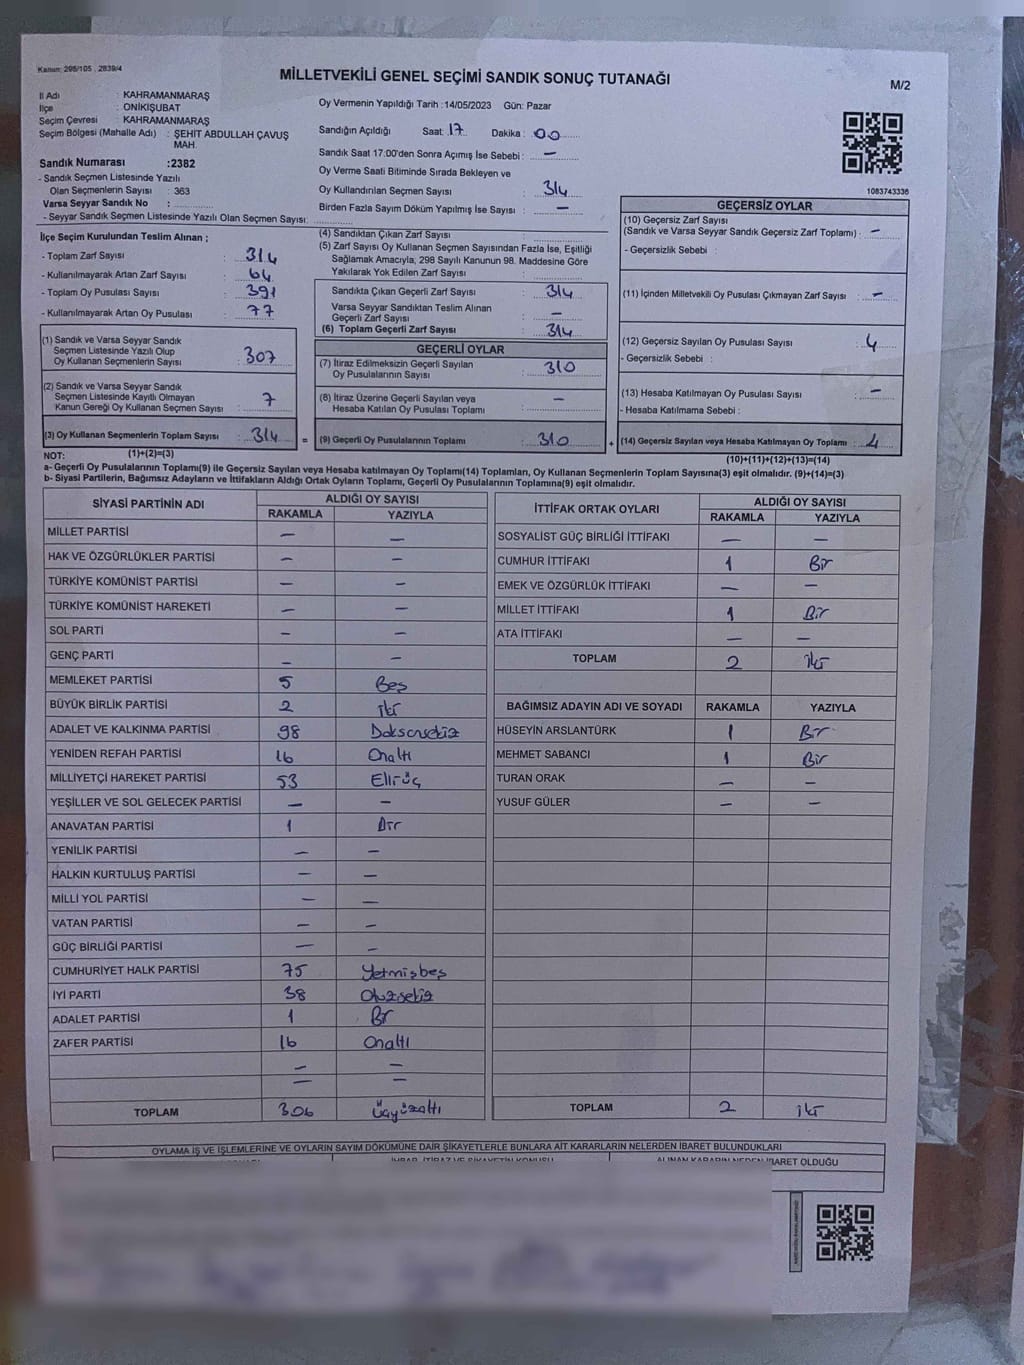 Kanun: 298/105 , 2839/4
MİLLETVEKİLİ GENEL SEÇİMİ SANDIK SONUÇ TUTANAĞI
M/2
İl Adı : KAHRAMANMARAŞ
İlçe : ONİKİŞUBAT
Seçim Çevresi : KAHRAMANMARAŞ
Seçim Bölgesi (Mahalle Adı) : ŞEHİT ABDULLAH ÇAVUŞ MAH.
Sandık Numarası :2382
- Sandık Seçmen Listesinde Yazılı
Olan Seçmenlerin Sayısı : 363
Varsa Seyyar Sandık No :
- Seyyar Sandık Seçmen Listesinde Yazılı Olan Seçmen Sayısı:
Oy Vermenin Yapıldığı Tarih :14/05/2023 Gün: Pazar
Sandığın Açıldığı Saat: 17 Dakika : 00
Sandık Saat 17:00'den Sonra Açımış İse Sebebi : —
Oy Verme Saati Bitiminde Sırada Bekleyen ve
Oy Kullandırılan Seçmen Sayısı : 314
Birden Fazla Sayım Döküm Yapılmış İse Sayısı : —
1083743336
İlçe Seçim Kurulundan Teslim Alınan ;
- Toplam Zarf Sayısı : 314
- Kullanılmayarak Artan Zarf Sayısı : 64
- Toplam Oy Pusulası Sayısı : 391
- Kullanılmayarak Artan Oy Pusulası : 77
(1) Sandık ve Varsa Seyyar Sandık
Seçmen Listesinde Yazılı Olup
Oy Kullanan Seçmenlerin Sayısı : 307
(2) Sandık ve Varsa Seyyar Sandık
Seçmen Listesinde Kayıtlı Olmayan
Kanun Gereği Oy Kullanan Seçmen Sayısı : 7
(3) Oy Kullanan Seçmenlerin Toplam Sayısı : 314
(4) Sandıktan Çıkan Zarf Sayısı :
(5) Zarf Sayısı Oy Kullanan Seçmen Sayısından Fazla İse, Eşitliği
Sağlamak Amacıyla, 298 Sayılı Kanunun 98. Maddesine Göre
Yakılarak Yok Edilen Zarf Sayısı :
Sandıkta Çıkan Geçerli Zarf Sayısı : 314
Varsa Seyyar Sandıktan Teslim Alınan
Geçerli Zarf Sayısı : —
(6) Toplam Geçerli Zarf Sayısı : 314
GEÇERLİ OYLAR
(7) İtiraz Edilmeksizin Geçerli Sayılan
Oy Pusulalarının Sayısı : 310
(8) İtiraz Üzerine Geçerli Sayılan veya
Hesaba Katılan Oy Pusulası Toplamı : —
= (9) Geçerli Oy Pusulalarının Toplamı : 310
GEÇERSİZ OYLAR
(10) Geçersiz Zarf Sayısı
(Sandık ve Varsa Seyyar Sandık Geçersiz Zarf Toplamı) : —
- Geçersizlik Sebebi :
(11) İçinden Milletvekili Oy Pusulası Çıkmayan Zarf Sayısı : —
(12) Geçersiz Sayılan Oy Pusulası Sayısı : 4
- Geçersizlik Sebebi :
(13) Hesaba Katılmayan Oy Pusulası Sayısı : —
- Hesaba Katılmama Sebebi :
+ (14) Geçersiz Sayılan veya Hesaba Katılmayan Oy Toplamı : 4
NOT: (1)+(2)=(3)
(10)+(11)+(12)+(13)=(14)
a- Geçerli Oy Pusulalarının Toplamı(9) ile Geçersiz Sayılan veya Hesaba katılmayan Oy Toplamı(14) Toplamları, Oy Kullanan Seçmenlerin Toplam Sayısına(3) eşit olmalıdır. (9)+(14)=(3)
b- Siyasi Partilerin, Bağımsız Adayların ve İttifakların Aldığı Ortak Oyların Toplamı, Geçerli Oy Pusulalarının Toplamına(9) eşit olmalıdır.
SİYASİ PARTİNİN ADI ALDIĞI OY SAYISI
RAKAMLA YAZIYLA
MİLLET PARTİSİ — —
HAK VE ÖZGÜRLÜKLER PARTİSİ — —
TÜRKİYE KOMÜNİST PARTİSİ — —
TÜRKİYE KOMÜNİST HAREKETİ — —
SOL PARTİ — —
GENÇ PARTİ — —
MEMLEKET PARTİSİ 5 Beş
BÜYÜK BİRLİK PARTİSİ 2 iki
ADALET VE KALKINMA PARTİSİ 98 Doksansekiz
YENİDEN REFAH PARTİSİ 16 Onaltı
MİLLİYETÇİ HAREKET PARTİSİ 53 Elliüç
YEŞİLLER VE SOL GELECEK PARTİSİ — —
ANAVATAN PARTİSİ 1 Bir
YENİLİK PARTİSİ — —
HALKIN KURTULUŞ PARTİSİ — —
MİLLİ YOL PARTİSİ — —
VATAN PARTİSİ — —
GÜÇ BİRLİĞİ PARTİSİ — —
CUMHURİYET HALK PARTİSİ 75 Yetmişbeş
İYİ PARTİ 38 Otuzsekiz
ADALET PARTİSİ 1 Bir
ZAFER PARTİSİ 16 Onaltı
— —
— —
TOPLAM 306 Üçyüzaltı
İTTİFAK ORTAK OYLARI ALDIĞI OY SAYISI
RAKAMLA YAZIYLA
SOSYALİST GÜÇ BİRLİĞİ İTTİFAKI — —
CUMHUR İTTİFAKI 1 Bir
EMEK VE ÖZGÜRLÜK İTTİFAKI — —
MİLLET İTTİFAKI 1 Bir
ATA İTTİFAKI — —
TOPLAM 2 iki
BAĞIMSIZ ADAYIN ADI VE SOYADI RAKAMLA YAZIYLA
HÜSEYİN ARSLANTÜRK 1 Bir
MEHMET SABANCI 1 Bir
TURAN ORAK — —
YUSUF GÜLER — —
TOPLAM 2 iki
OYLAMA İŞ VE İŞLEMLERİNE VE OYLARIN SAYIM DÖKÜMÜNE DAİR ŞİKAYETLERLE BUNLARA AİT KARARLARIN NELERDEN İBARET BULUNDUKLARI
İHBAR, İTİRAZ VE ŞİKAYETİN KONUSU ALINAN KARARIN NEDEN İBARET OLDUĞU